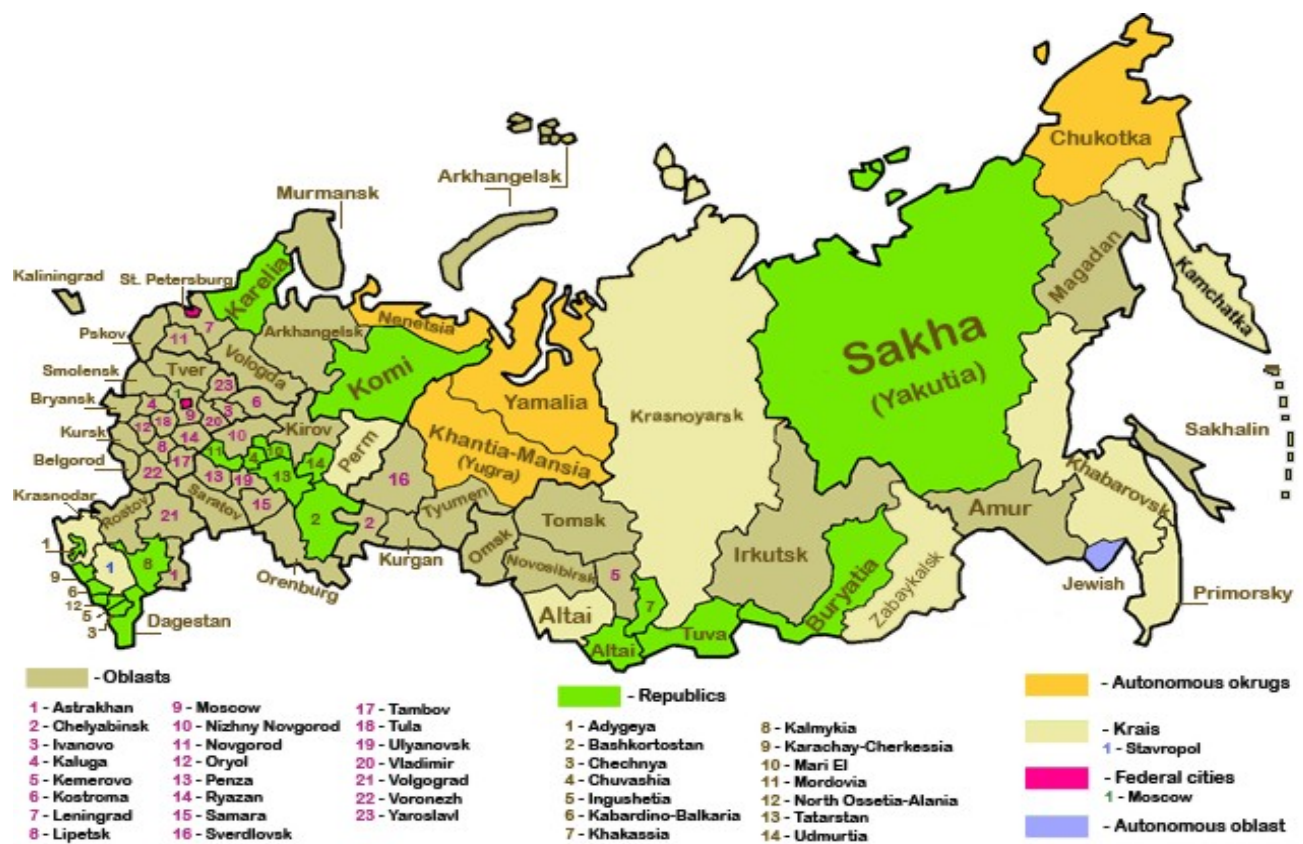 Chukotka
Arkhangelsk
Murmansk
Magadan
Kamchatka
Kaliningrad
St. Petersburg
Karelia
Nenetsia
7
Arkhangelsk
Pskov
11
Sakha
(Yakutia)
Vologda
Komi
Smolensk
Tver
23
Yamalia
Krasnoyarsk
Bryansk
4
1
9
3
6
Khantia-Mansia
(Yugra)
Sakhalin
12
18
20
Kursk
14
10
Kirov
Perm
8
11
4
10
14
Khabarovsk
Belgorod
22
17
13
19
13
16
Krasnodar
Rostov
21
Saratov
15
2
2
Tyumen
Tomsk
Amur
Kurgan
Omsk
Irkutsk
1
Novosibirsk
5
1
8
1
Orenburg
Buryatia
Zabaykalsk
Jewish
9
6
12
5
3
Altai
7
Primorsky
Dagestan
Altai
Tuva
- Oblasts
1 - Astrakhan
2 - Chelyabinsk
3 - Ivanovo
4 - Kaluga
5 - Kemerovo
6 - Kostroma
7 - Leningrad
8 - Lipetsk
9 - Moscow
10 - Nizhny Novgorod
11 - Novgorod
12 - Oryol
13 - Penza
14 - Ryazan
15 - Samara
16 - Sverdlovsk
17 - Tambov
18 - Tula
19 - Ulyanovsk
20 - Vladimir
21 - Volgograd
22 - Voronezh
23 - Yaroslavl
- Republics
1 - Adygeya
2 - Bashkortostan
3 - Chechnya
4 - Chuvashia
5 - Ingushetia
6 - Kabardino-Balkaria
7 - Khakassia
8 - Kalmykia
9 - Karachay-Cherkessia
10 - Mari El
11 - Mordovia
12 - North Ossetia-Alania
13 - Tatarstan
14 - Udmurtia
- Autonomous okrugs
- Krais
1 - Stavropol
- Federal cities
1 - Moscow
- Autonomous oblast